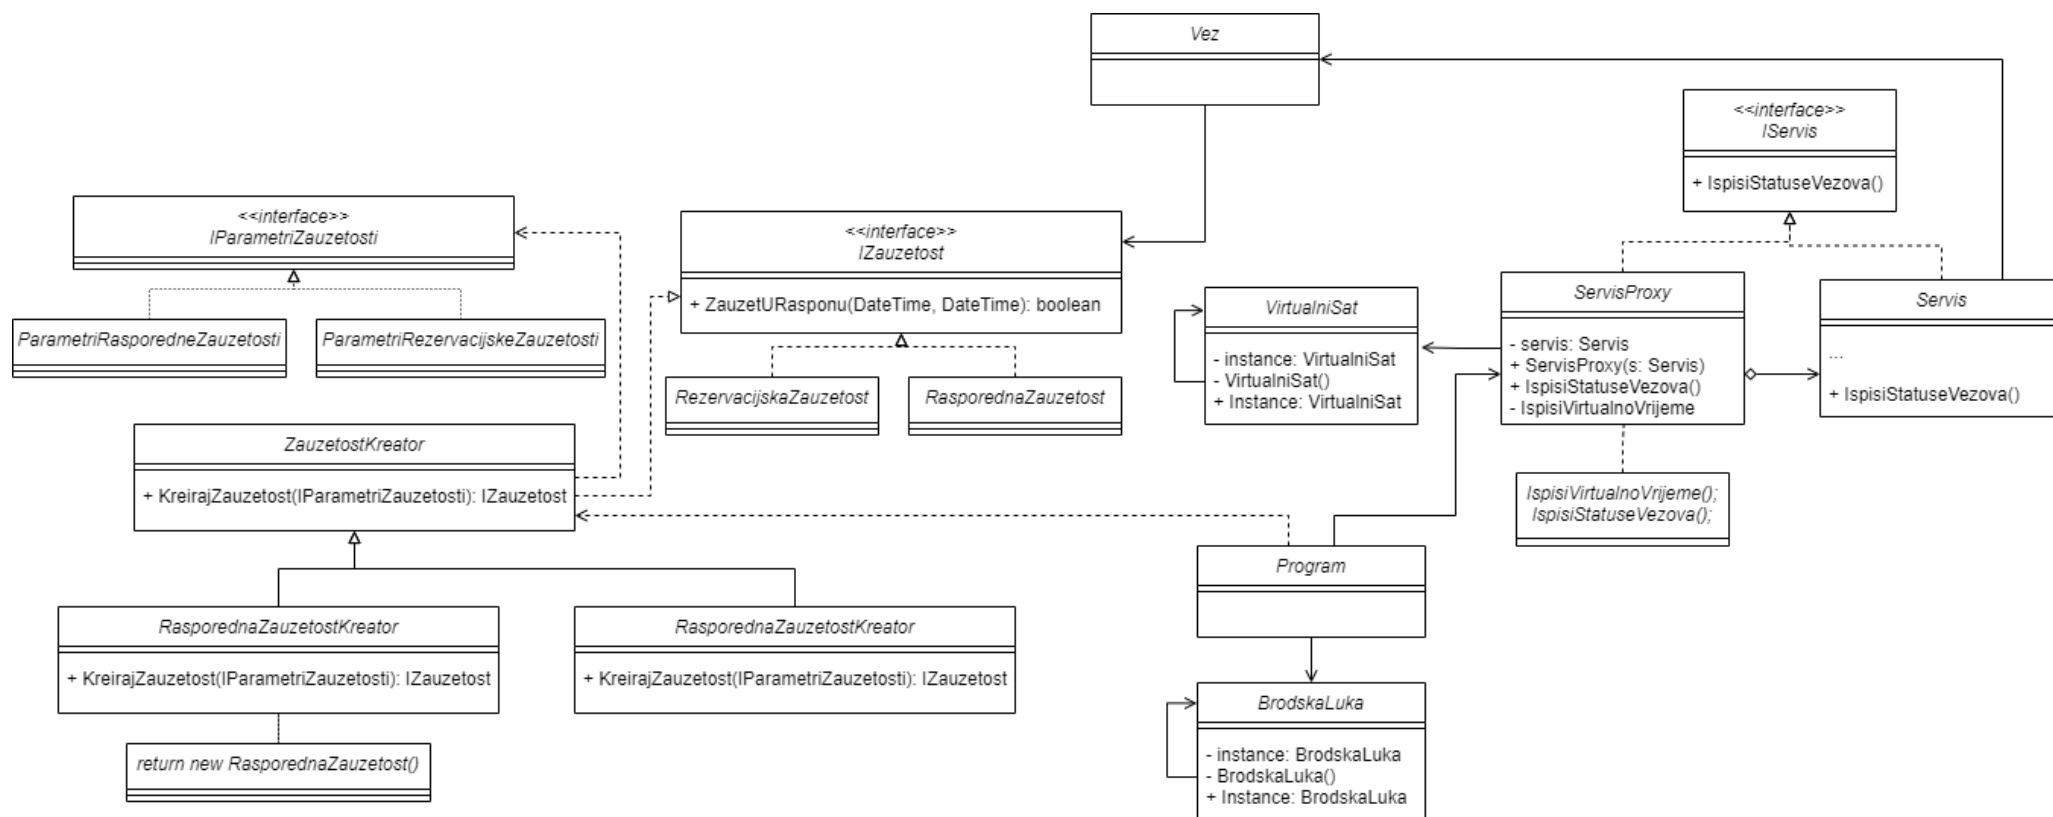 Vez
<<interface>>
IServis
+ IspisiStatuseVezova()
<<interface>>
IParametriZauzetosti
<<interface>>
IZauzetost
+ ZauzetURasponu(DateTime, DateTime): boolean
ParametriRasporedneZauzetosti
ParametriRezervacijskeZauzetosti
VirtualniSat
- instance: VirtualniSat
- VirtualniSat()
+ Instance: VirtualniSat
ServisProxy
- servis: Servis
+ ServisProxy(s: Servis)
+ IspisiStatuseVezova()
- IspisiVirtualnoVrijeme
Servis
...
+ IspisiStatuseVezova()
RezervacijskaZauzetost
RasporednaZauzetost
ZauzetostKreator
+ KreirajZauzetost(IParametriZauzetosti): IZauzetost
IspisiVirtualnoVrijeme();
IspisiStatuseVezova();
Program
RasporednaZauzetostKreator
+ KreirajZauzetost(IParametriZauzetosti): IZauzetost
RasporednaZauzetostKreator
+ KreirajZauzetost(IParametriZauzetosti): IZauzetost
return new RasporednaZauzetost()
BrodskaLuka
- instance: BrodskaLuka
- BrodskaLuka()
+ Instance: BrodskaLuka